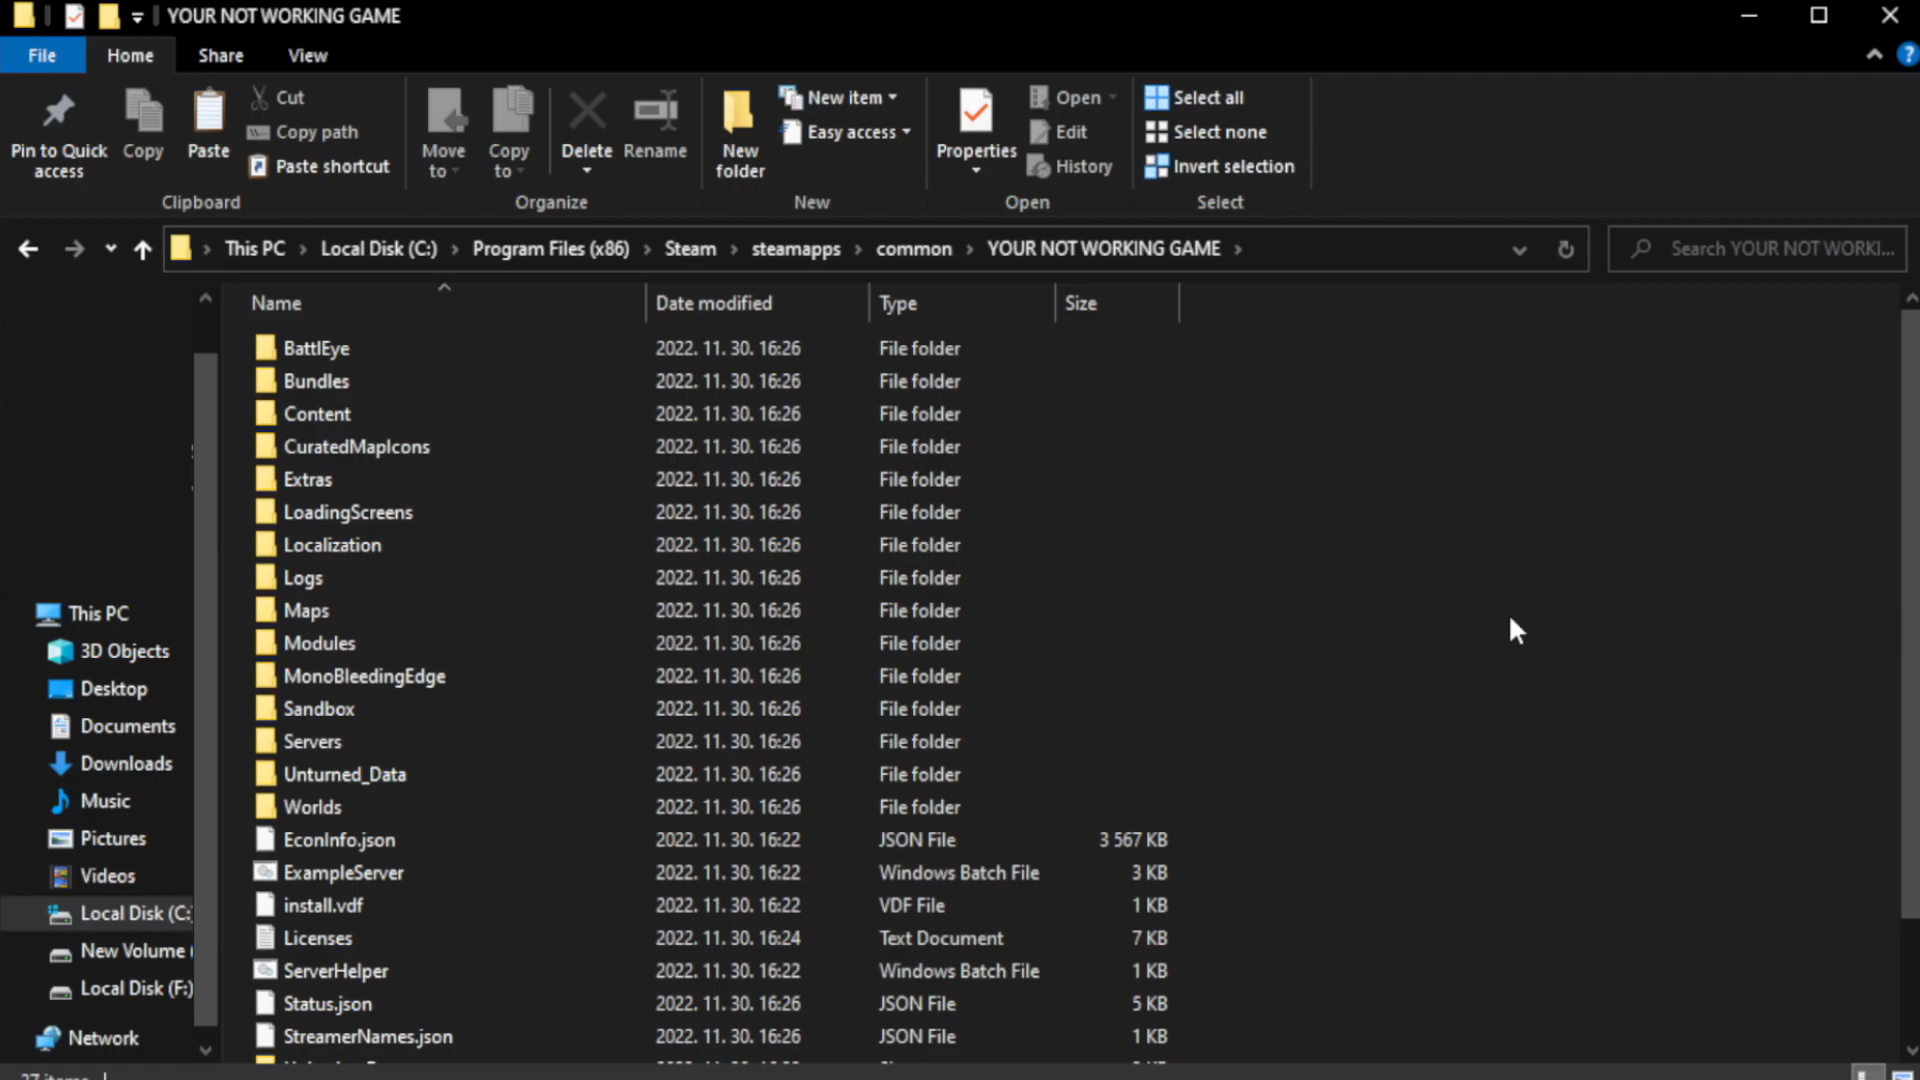 YOUR NOT WORKING GAME
File Home Share View
Pin to Quick access
Copy
Paste
Cut
Copy path
Paste shortcut
Clipboard
Move to
Copy to
Delete
Rename
Organize
New folder
New item
Easy access
New
Properties
Open
Edit
History
Open
Select all
Select none
Invert selection
Select
This PC Local Disk (C:) Program Files (x86) Steam steamapps common YOUR NOT WORKING GAME
Search YOUR NOT WORKI...
This PC
3D Objects
Desktop
Documents
Downloads
Music
Pictures
Videos
Local Disk (C:
New Volume (
Local Disk (F:)
Network
Name Date modified Type Size
BattlEye 2022. 11. 30. 16:26 File folder
Bundles 2022. 11. 30. 16:26 File folder
Content 2022. 11. 30. 16:26 File folder
CuratedMapIcons 2022. 11. 30. 16:26 File folder
Extras 2022. 11. 30. 16:26 File folder
LoadingScreens 2022. 11. 30. 16:26 File folder
Localization 2022. 11. 30. 16:26 File folder
Logs 2022. 11. 30. 16:26 File folder
Maps 2022. 11. 30. 16:26 File folder
Modules 2022. 11. 30. 16:26 File folder
MonoBleedingEdge 2022. 11. 30. 16:26 File folder
Sandbox 2022. 11. 30. 16:26 File folder
Servers 2022. 11. 30. 16:26 File folder
Unturned_Data 2022. 11. 30. 16:26 File folder
Worlds 2022. 11. 30. 16:26 File folder
EconInfo.json 2022. 11. 30. 16:22 JSON File 3 567 KB
ExampleServer 2022. 11. 30. 16:22 Windows Batch File 3 KB
install.vdf 2022. 11. 30. 16:22 VDF File 1 KB
Licenses 2022. 11. 30. 16:24 Text Document 7 KB
ServerHelper 2022. 11. 30. 16:22 Windows Batch File 1 KB
Status.json 2022. 11. 30. 16:26 JSON File 5 KB
StreamerNames.json 2022. 11. 30. 16:26 JSON File 1 KB